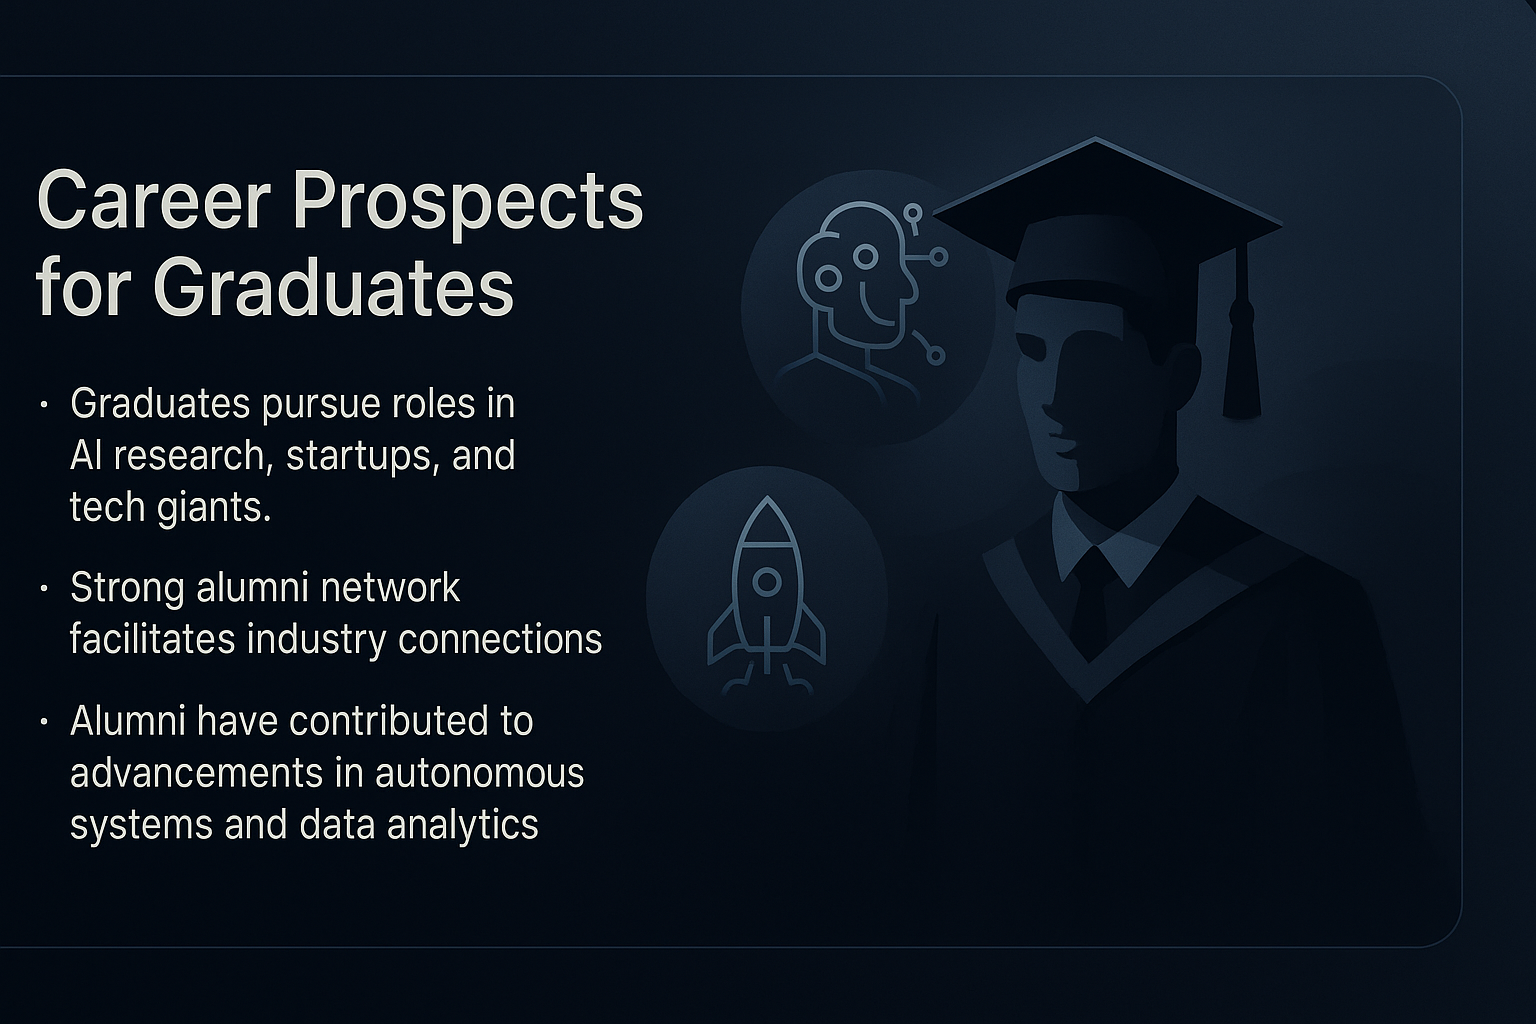 Career Prospects
for Graduates
• Graduates pursue roles in
AI research, startups, and
tech giants.
• Strong alumni network
facilitates industry connections
• Alumni have contributed to
advancements in autonomous
systems and data analytics